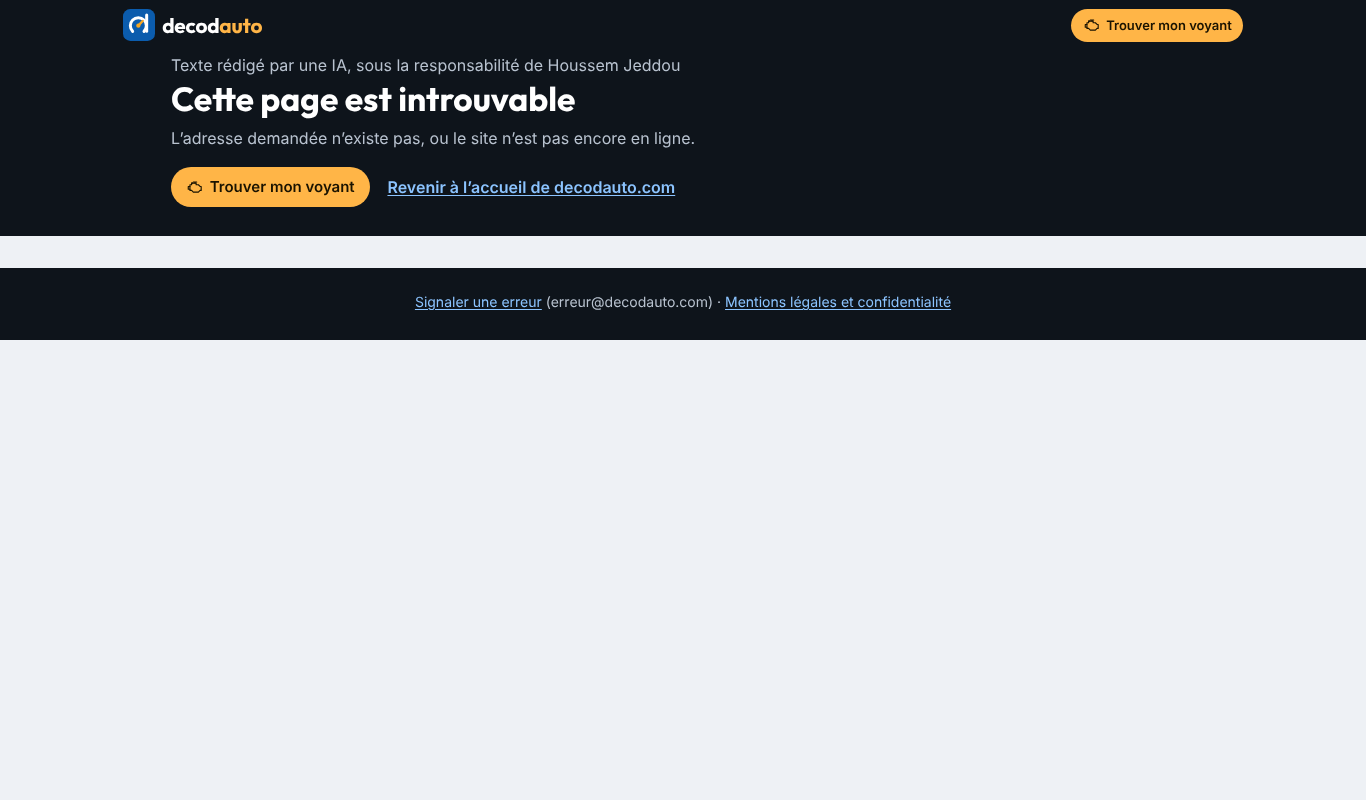 decodauto
Trouver mon voyant
Texte rédigé par une IA, sous la responsabilité de Houssem Jeddou
Cette page est introuvable
L’adresse demandée n’existe pas, ou le site n’est pas encore en ligne.
Trouver mon voyant
Revenir à l’accueil de decodauto.com
Signaler une erreur (erreur@decodauto.com) · Mentions légales et confidentialité